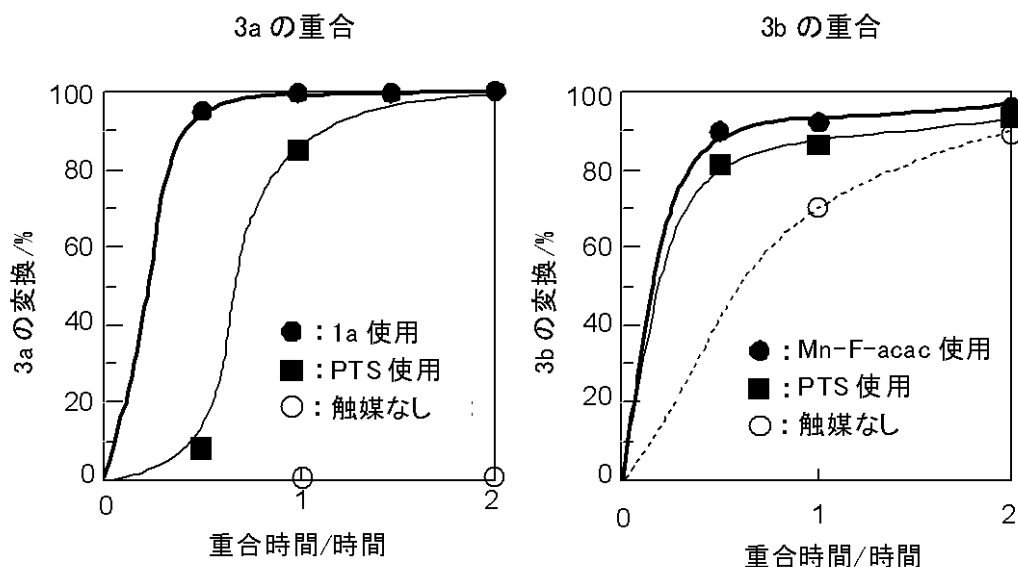 3a の重合
3a の変換/%
100
80
60
40
20
0
0
1
2
● : 1a 使用
■ : PTS 使用
○ : 触媒なし
重合時間/時間
3b の重合
3b の変換/%
100
80
60
40
20
0
0
1
2
● : Mn-F-acac 使用
■ : PTS 使用
○ : 触媒なし
重合時間/時間